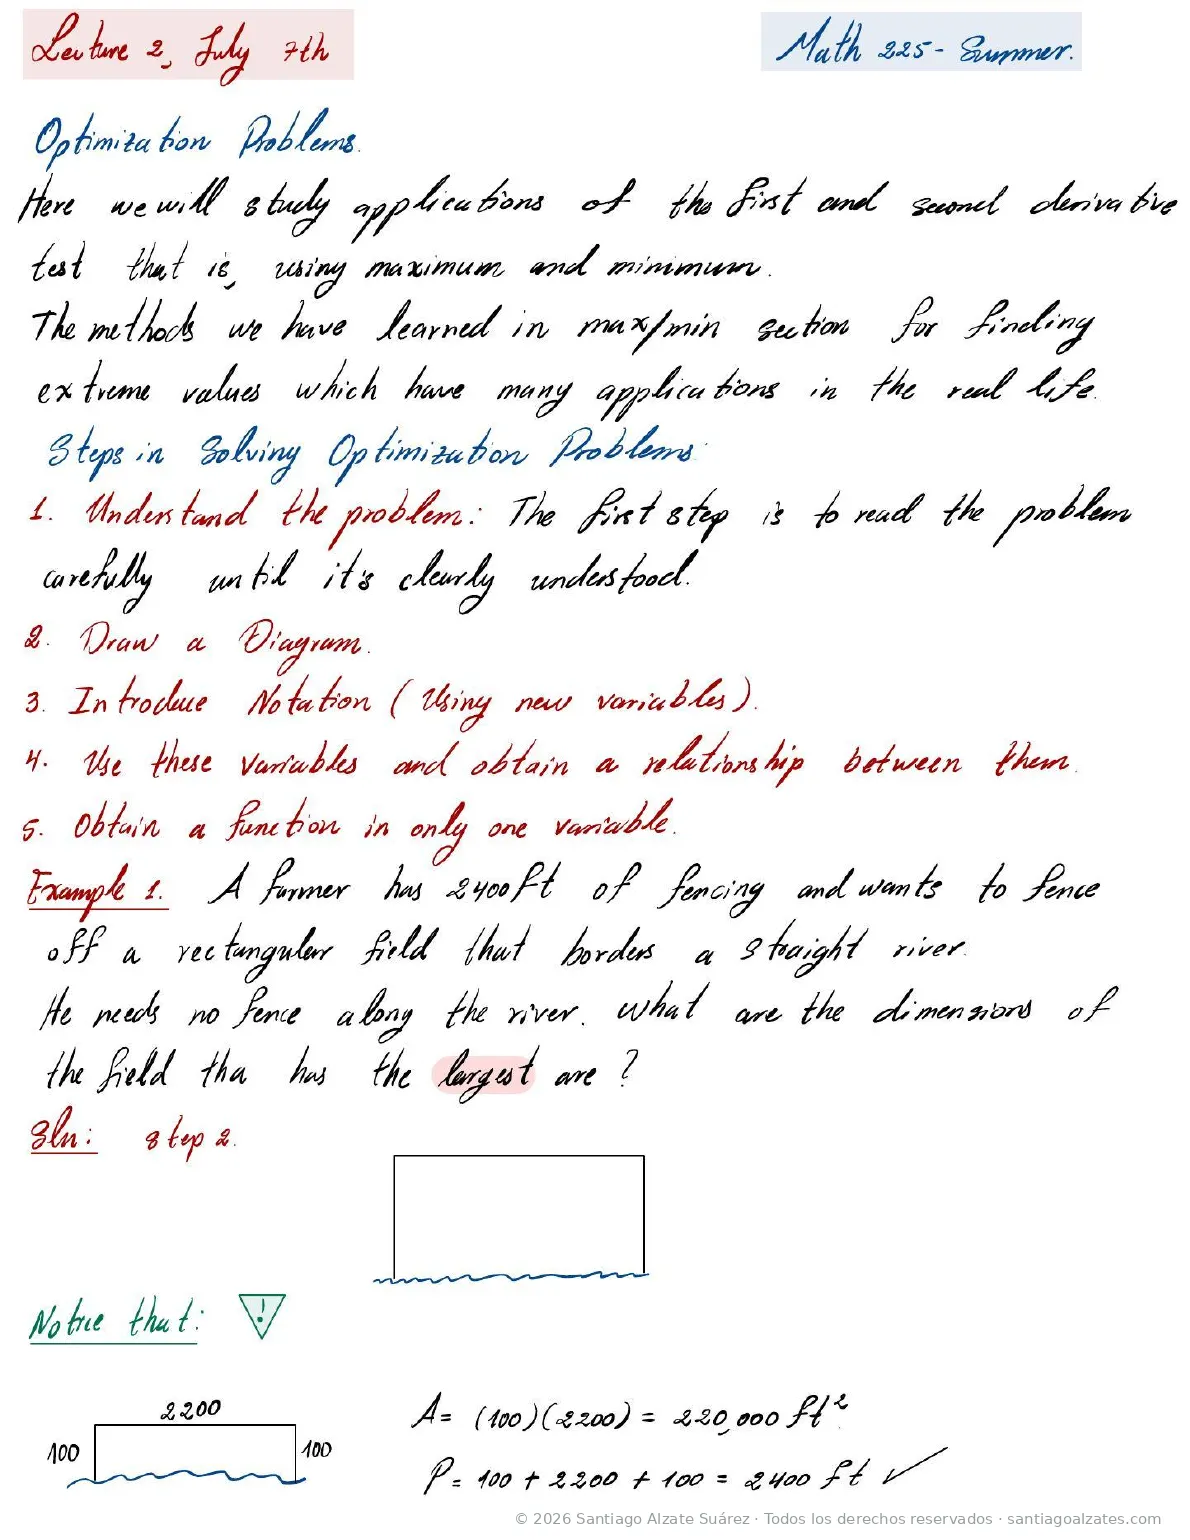 Lecture 2, July 7th
Math 225 - Summer.
Optimization Problems.
Here we will study applications of the first and second derivative
test that is, using maximum and minimum.
The methods we have learned in max/min section for finding
extreme values which have many applications in the real life.
Steps in Solving Optimization Problems:
1. Understand the problem: The first step is to read the problem
carefully until it's clearly understood.
2. Draw a Diagram.
3. Introduce Notation (Using new variables).
4. Use these variables and obtain a relationship between them.
5. Obtain a function in only one variable.
Example 1. A farmer has 2400 ft of fencing and wants to fence
off a rectangular field that borders a straight river.
He needs no fence along the river. What are the dimensions of
the field tha has the largest are ?
Sln: Step 2.
Notice that: !
2200
100
100
A = (100)(2200) = 220,000 ft²
P = 100 + 2200 + 100 = 2400 ft ✓
© 2026 Santiago Alzate Suárez · Todos los derechos reservados · santiagoalzates.com